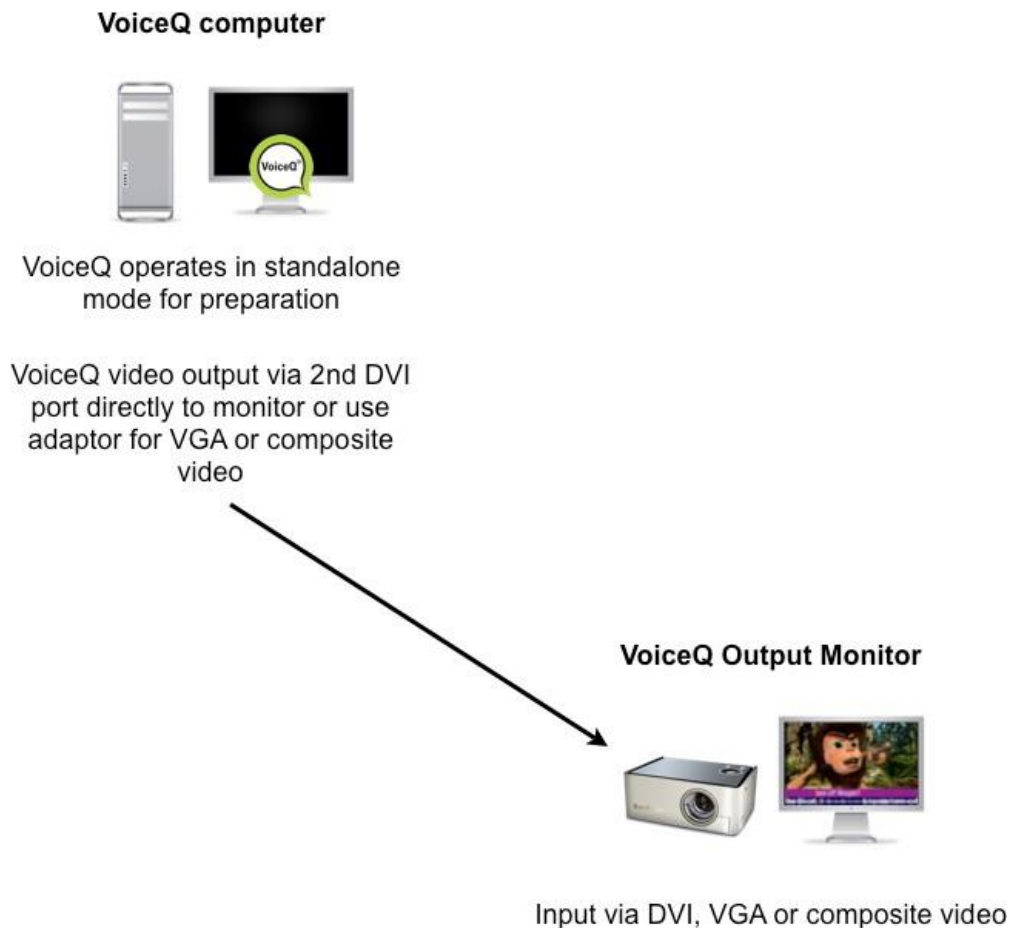 VoiceQ computer
VoiceQ®
VoiceQ operates in standalone
mode for preparation
VoiceQ video output via 2nd DVI
port directly to monitor or use
adaptor for VGA or composite
video
VoiceQ Output Monitor
Input via DVI, VGA or composite video